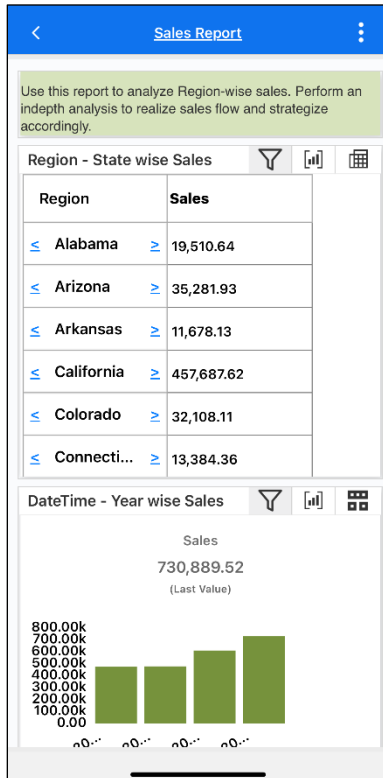 Sales Report
Use this report to analyze Region-wise sales. Perform an
indepth analysis to realize sales flow and strategize
accordingly.
Region - State wise Sales
Region Sales
≤ Alabama ≥ 19,510.64
≤ Arizona ≥ 35,281.93
≤ Arkansas ≥ 11,678.13
≤ California ≥ 457,687.62
≤ Colorado ≥ 32,108.11
≤ Connecti... ≥ 13,384.36
DateTime - Year wise Sales
Sales
730,889.52
(Last Value)
800.00k
700.00k
600.00k
500.00k
400.00k
300.00k
200.00k
100.00k
0.00
20... 20... 20... 20...